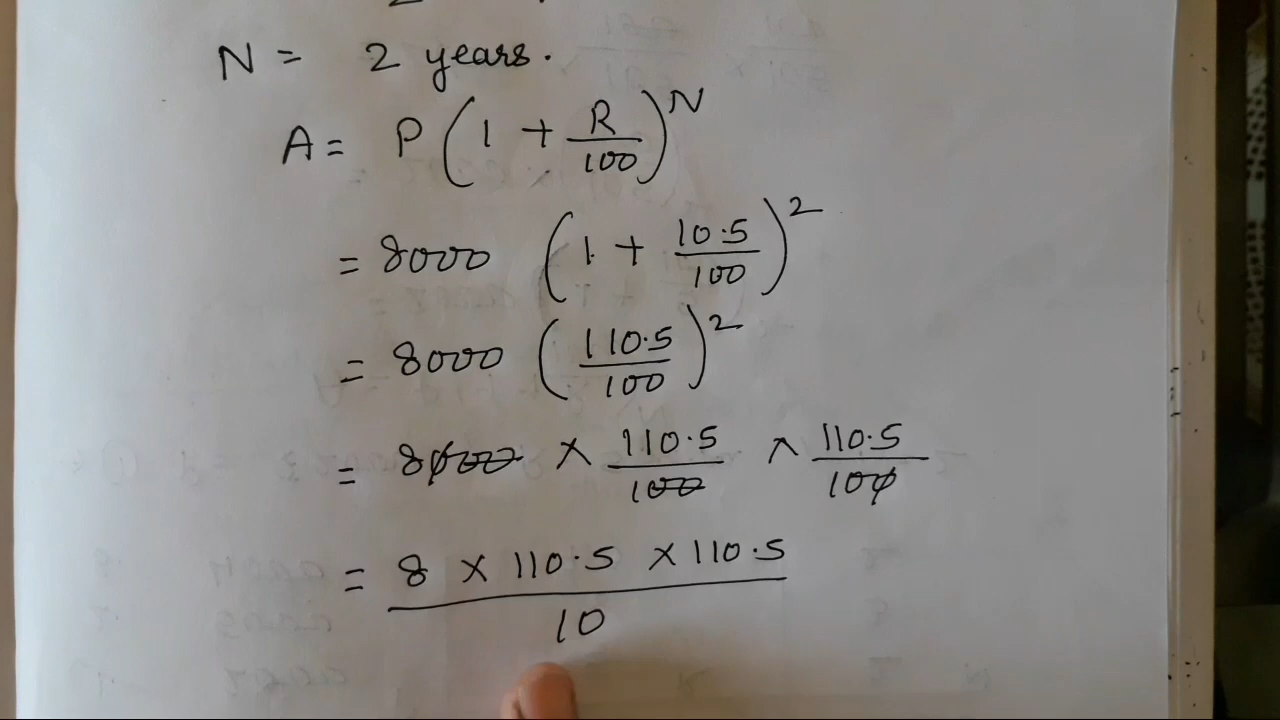 N = 2 years.
A = P (1 + R/100)^N
= 8000 (1 + 10.5/100)^2
= 8000 (110.5/100)^2
= 8000 × 110.5/100 × 110.5/100
= 8 × 110.5 × 110.5 / 10